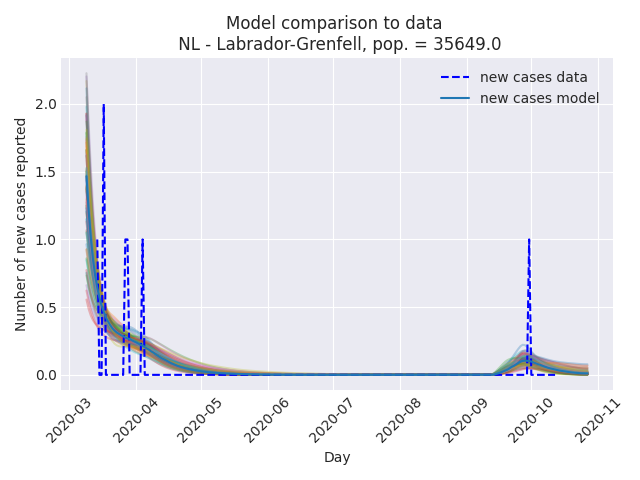 Model comparison to data
NL - Labrador-Grenfell, pop. = 35649.0
new cases data
new cases model
Number of new cases reported
2.0
1.5
1.0
0.5
0.0
2020-03
2020-04
2020-05
2020-06
2020-07
2020-08
2020-09
2020-10
2020-11
Day